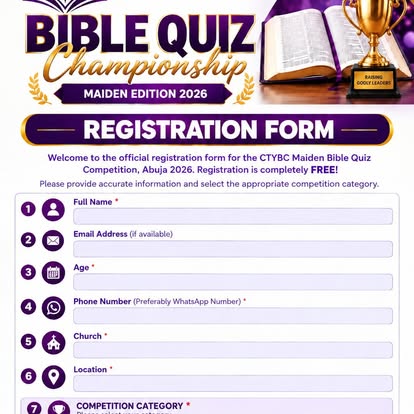 BIBLE QUIZ
Championship
MAIDEN EDITION 2026
RAISING
GODLY LEADERS
REGISTRATION FORM
Welcome to the official registration form for the CTYBC Maiden Bible Quiz
Competition, Abuja 2026. Registration is completely FREE!
Please provide accurate information and select the appropriate competition category.
1 Full Name *
2 Email Address (if available)
3 Age *
4 Phone Number (Preferably WhatsApp Number) *
5 Church *
6 Location *
7 COMPETITION CATEGORY *